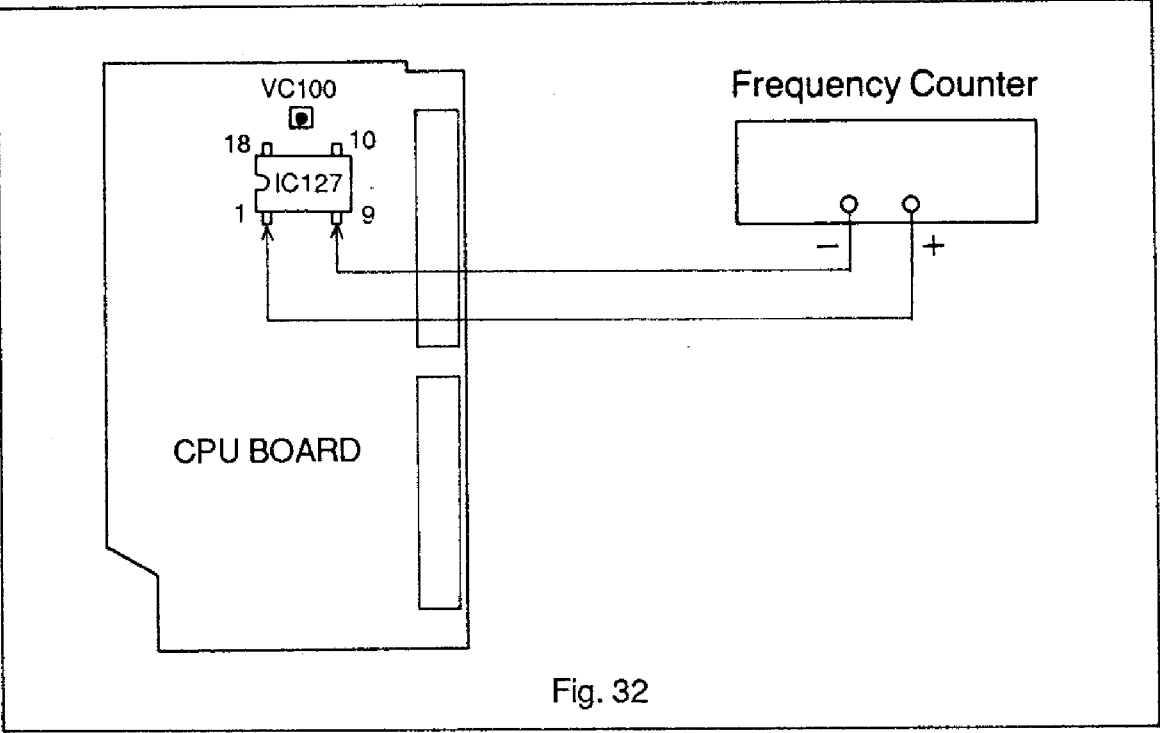 VC100
Frequency Counter
18
10
IC127
1
9
− +
CPU BOARD
Fig. 32